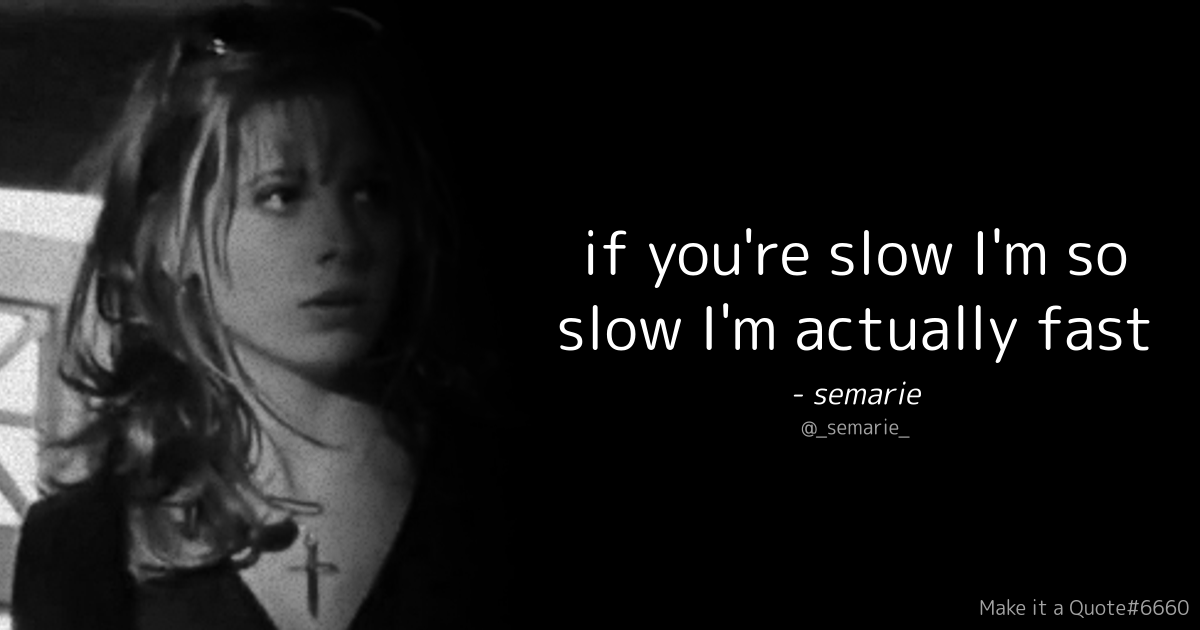 if you're slow I'm so
slow I'm actually fast
- semarie
@_semarie_
Make it a Quote#6660